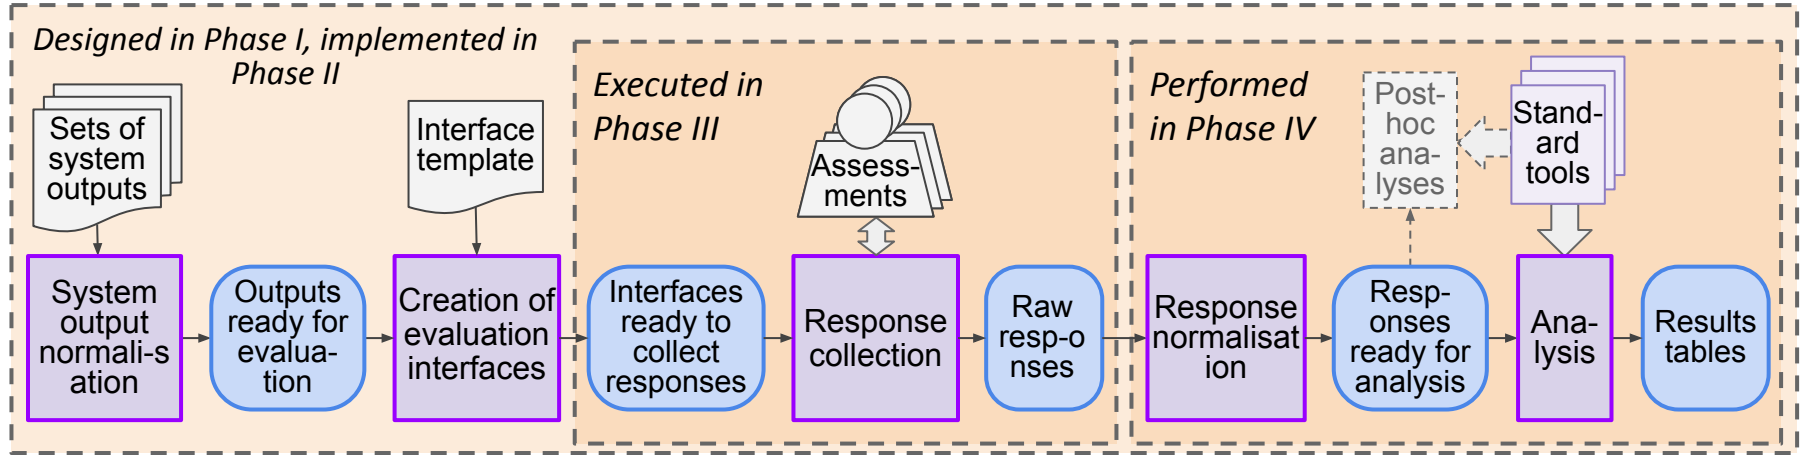 Designed in Phase I, implemented in
Phase II
Sets of
system
outputs
Interface
template
System
output
normali-s
ation
Outputs
ready for
evalua-
tion
Creation of
evaluation
interfaces
Executed in
Phase III
Assess-
ments
Interfaces
ready to
collect
responses
Response
collection
Raw
resp-o
nses
Performed
in Phase IV
Post-
hoc
ana-
lyses
Stand-
ard
tools
Response
normalisat
ion
Resp-
onses
ready for
analysis
Ana-
lysis
Results
tables